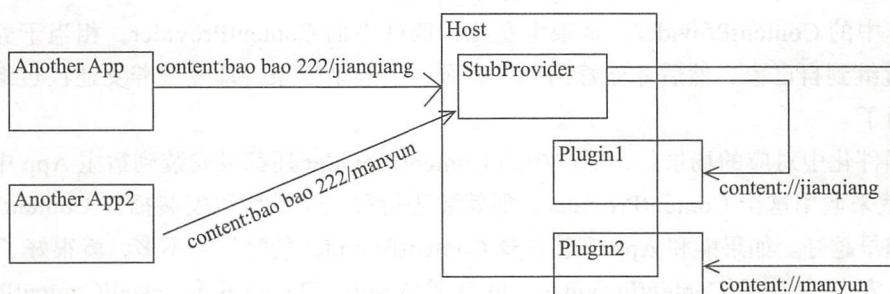 Host
Another App
content:bao bao 222/jianqiang
StubProvider
Another App2
content:bao bao 222/manyun
Plugin1
content://jianqiang
Plugin2
content://manyun